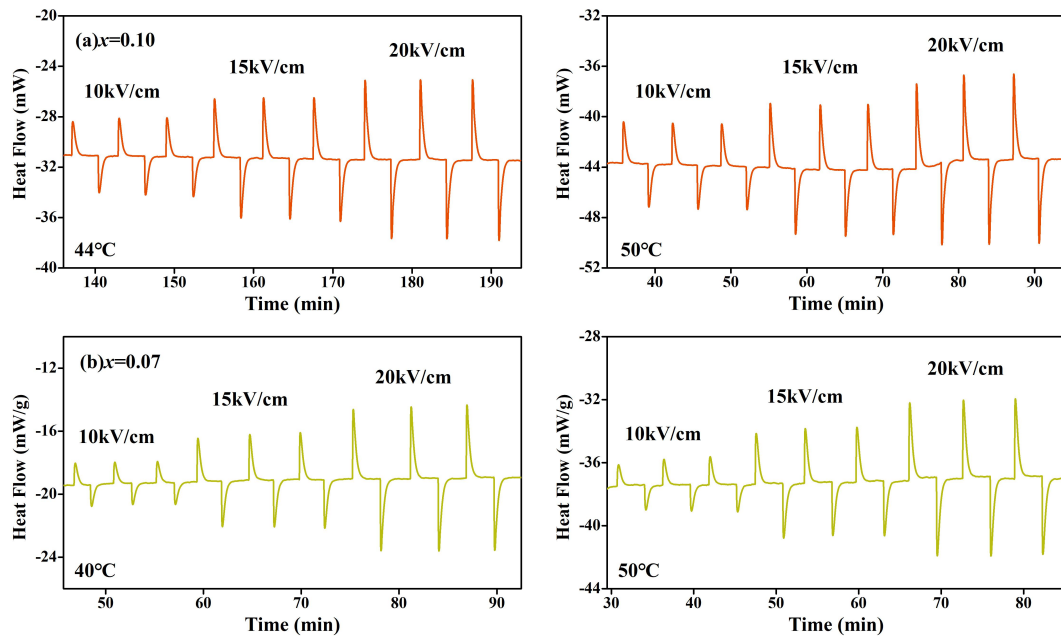 -20
-24
-28
-32
-36
-40
Heat Flow (mW)
(a)x=0.10
10kV/cm
15kV/cm
20kV/cm
44°C
140 150 160 170 180 190
Time (min)
-36
-40
-44
-48
-52
Heat Flow (mW)
10kV/cm
15kV/cm
20kV/cm
50°C
40 50 60 70 80 90
Time (min)
-12
-16
-20
-24
Heat Flow (mW/g)
(b)x=0.07
10kV/cm
15kV/cm
20kV/cm
40°C
50 60 70 80 90
Time (min)
-28
-32
-36
-40
-44
Heat Flow (mW/g)
10kV/cm
15kV/cm
20kV/cm
50°C
30 40 50 60 70 80
Time (min)